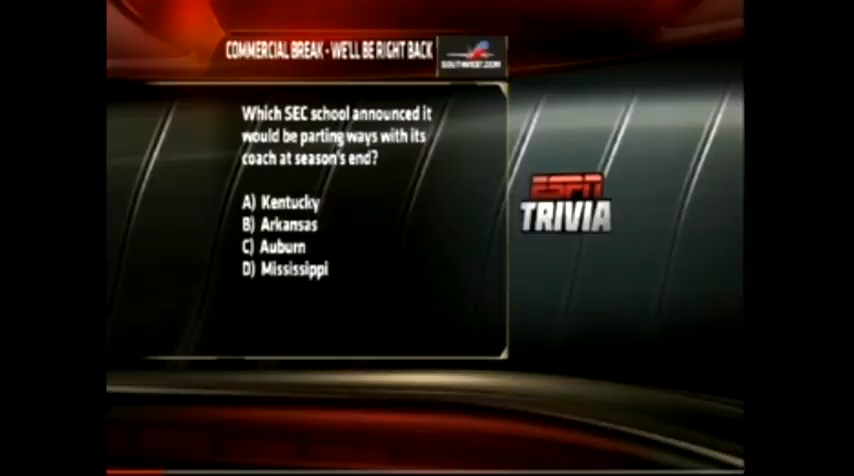 COMMERCIAL BREAK - WE'LL BE RIGHT BACK
SOUTHWEST.COM
Which SEC school announced it
would be parting ways with its
coach at season's end?
A) Kentucky
B) Arkansas
C) Auburn
D) Mississippi
ESPN
TRIVIA